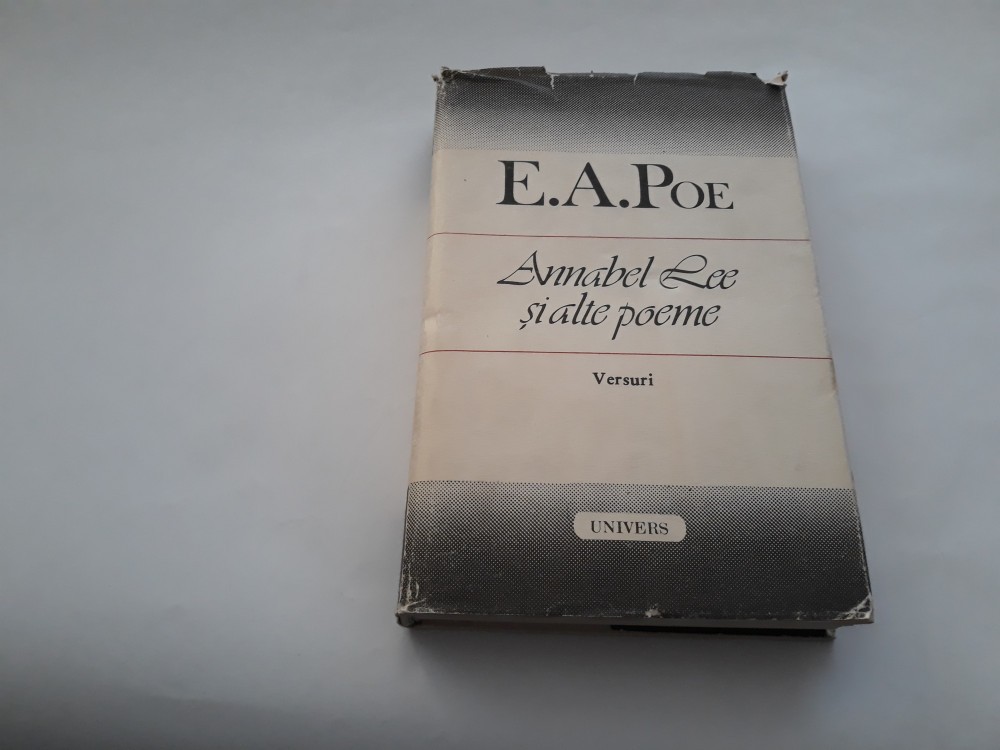 E.A.POE
Annabel Lee
și alte poeme
Versuri
UNIVERS